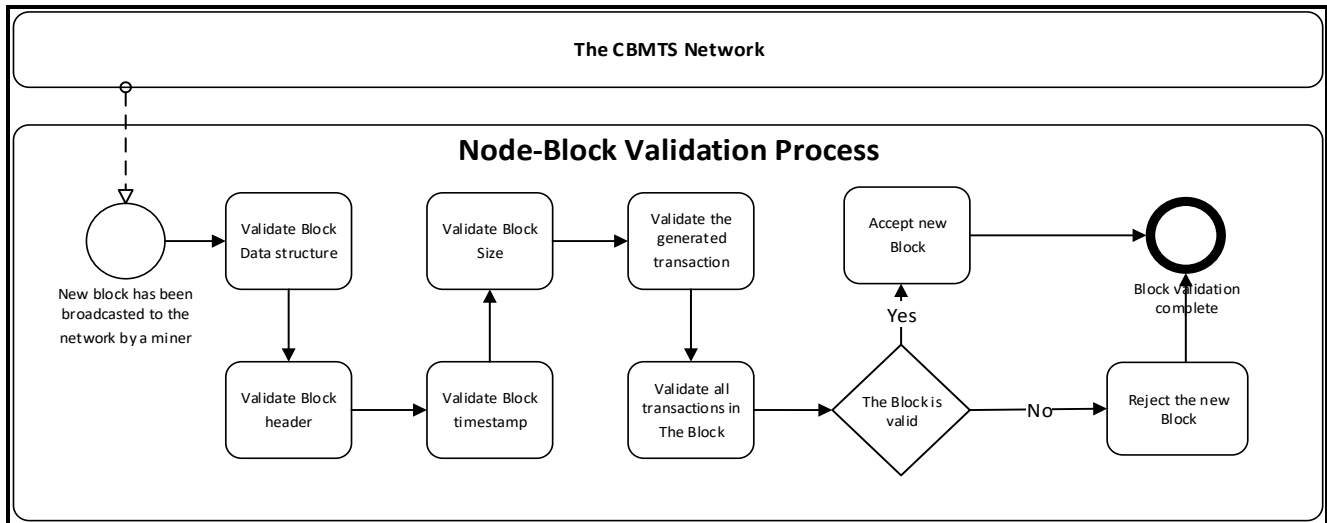 The CBMTS Network
Node-Block Validation Process
New block has been
broadcasted to the
network by a miner
Validate Block
Data structure
Validate Block
header
Validate Block
timestamp
Validate Block
Size
Validate the
generated
transaction
Validate all
transactions in
The Block
The Block is
valid
Yes
Accept new
Block
No
Reject the new
Block
Block validation
complete